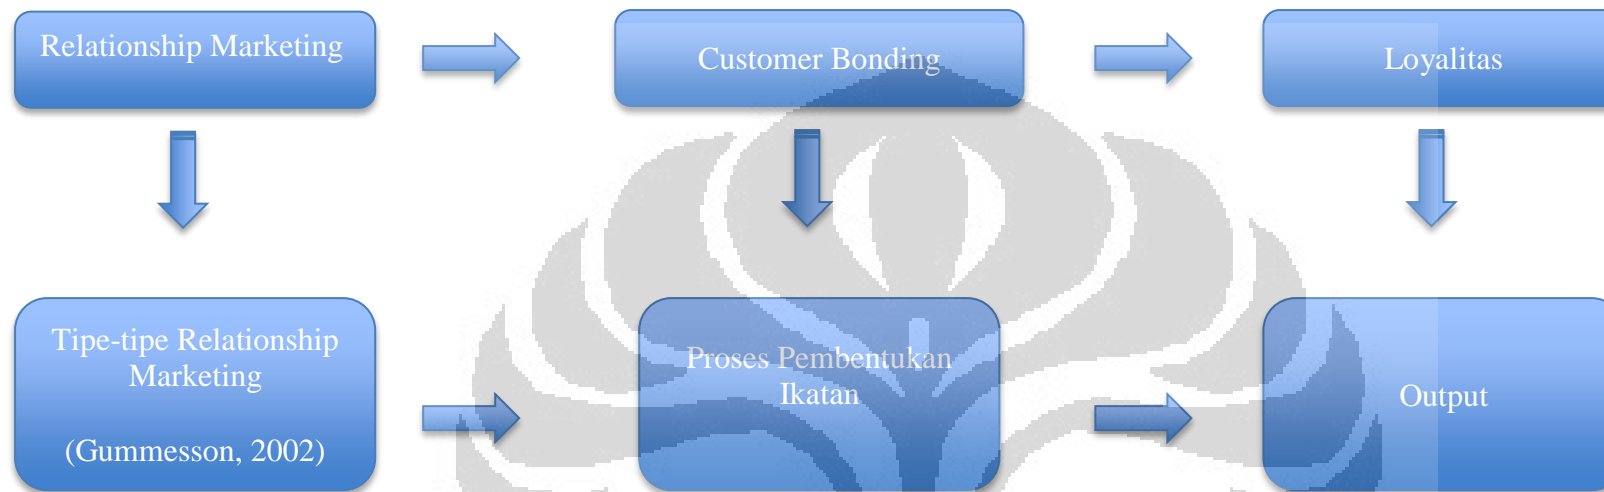 Relationship Marketing
Customer Bonding
Loyalitas
Tipe-tipe Relationship
Marketing
(Gummesson, 2002)
Proses Pembentukan
Ikatan
Output